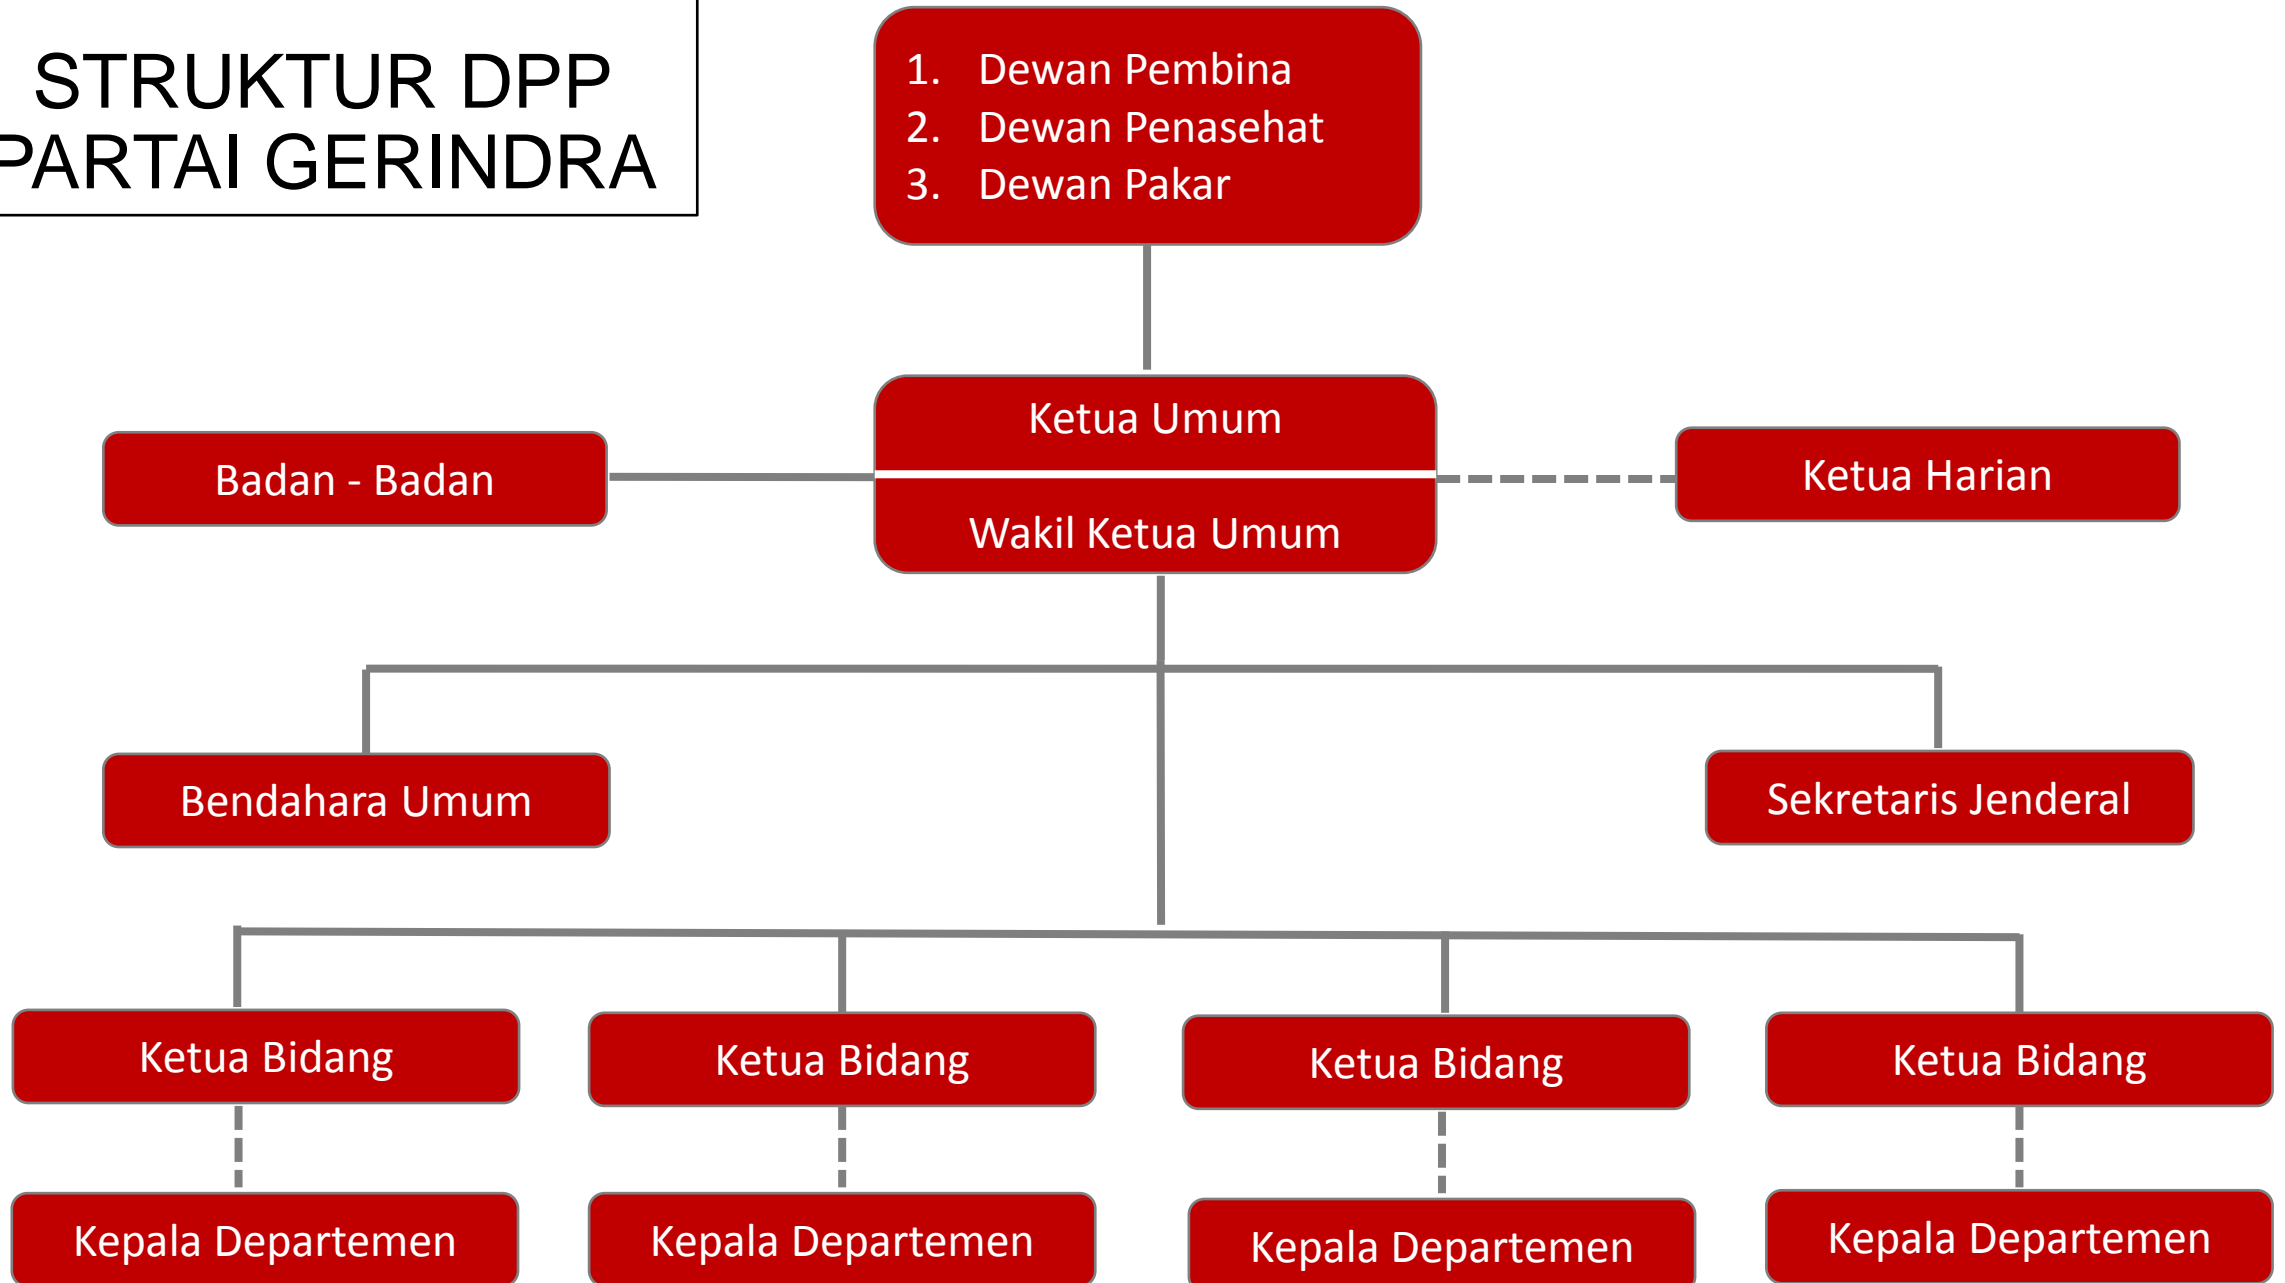 STRUKTUR DPP
PARTAI GERINDRA
1. Dewan Pembina
2. Dewan Penasehat
3. Dewan Pakar
Ketua Umum
Badan - Badan
Ketua Harian
Wakil Ketua Umum
Bendahara Umum
Sekretaris Jenderal
Ketua Bidang
Ketua Bidang
Ketua Bidang
Ketua Bidang
Kepala Departemen
Kepala Departemen
Kepala Departemen
Kepala Departemen